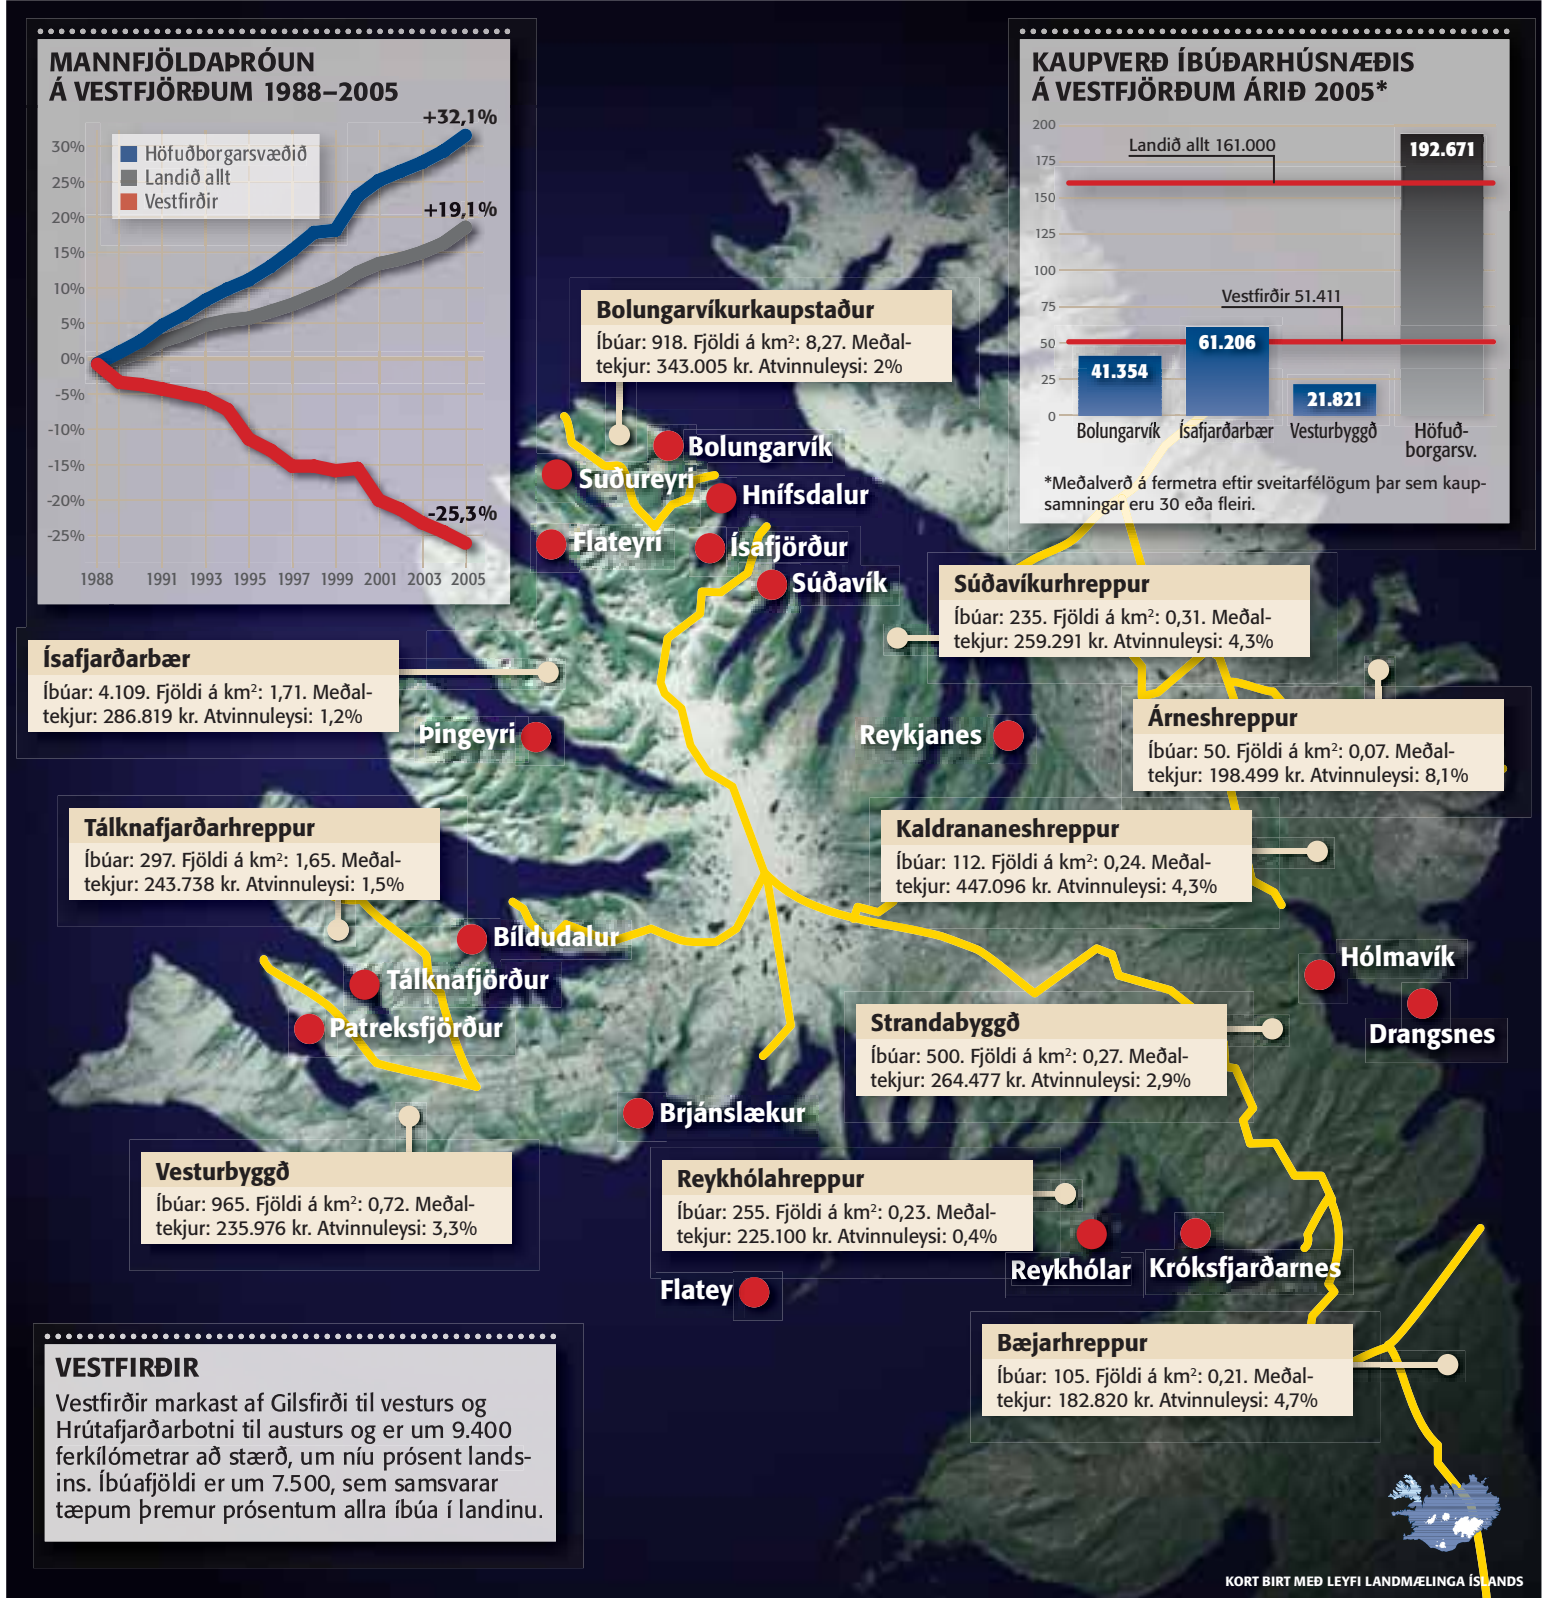 MANNFJÖLDAÞRÓUN
Á VESTFJÖRÐUM 1988–2005
+32,1%
30%
Höfuðborgarsvæðið
Landið allt
Vestfirðir
25%
20%
+19,1%
15%
10%
5%
0%
-5%
-10%
-15%
-20%
-25,3%
-25%
1988 1991 1993 1995 1997 1999 2001 2003 2005
KAUPVERÐ ÍBÚÐARHÚSNÆÐIS
Á VESTFJÖRÐUM ÁRIÐ 2005*
200
Landið allt 161.000
192.671
175
150
125
100
Vestfirðir 51.411
75
50
61.206
41.354
25
21.821
0
Bolungarvík Ísafjarðarbær Vesturbyggð Höfuð-
borgarsv.
*Meðalverð á fermetra eftir sveitarfélögum þar sem kaup-
samningar eru 30 eða fleiri.
Bolungarvíkurkaupstaður
Íbúar: 918. Fjöldi á km²: 8,27. Meðal-
tekjur: 343.005 kr. Atvinnuleysi: 2%
Bolungarvík
Suðureyri
Hnífsdalur
Flateyri
Ísafjörður
Súðavík
Súðavíkurhreppur
Íbúar: 235. Fjöldi á km²: 0,31. Meðal-
tekjur: 259.291 kr. Atvinnuleysi: 4,3%
Ísafjarðarbær
Íbúar: 4.109. Fjöldi á km²: 1,71. Meðal-
tekjur: 286.819 kr. Atvinnuleysi: 1,2%
Þingeyri
Reykjanes
Árneshreppur
Íbúar: 50. Fjöldi á km²: 0,07. Meðal-
tekjur: 198.499 kr. Atvinnuleysi: 8,1%
Tálknafjarðarhreppur
Íbúar: 297. Fjöldi á km²: 1,65. Meðal-
tekjur: 243.738 kr. Atvinnuleysi: 1,5%
Kaldrananeshreppur
Íbúar: 112. Fjöldi á km²: 0,24. Meðal-
tekjur: 447.096 kr. Atvinnuleysi: 4,3%
Bíldudalur
Tálknafjörður
Patreksfjörður
Hólmavík
Drangsnes
Strandabyggð
Íbúar: 500. Fjöldi á km²: 0,27. Meðal-
tekjur: 264.477 kr. Atvinnuleysi: 2,9%
Brjánslækur
Vesturbyggð
Íbúar: 965. Fjöldi á km²: 0,72. Meðal-
tekjur: 235.976 kr. Atvinnuleysi: 3,3%
Reykhólahreppur
Íbúar: 255. Fjöldi á km²: 0,23. Meðal-
tekjur: 225.100 kr. Atvinnuleysi: 0,4%
Reykhólar
Króksfjarðarnes
Flatey
Bæjarhreppur
Íbúar: 105. Fjöldi á km²: 0,21. Meðal-
tekjur: 182.820 kr. Atvinnuleysi: 4,7%
VESTFIRÐIR
Vestfirðir markast af Gilsfirði til vesturs og
Hrútafjarðarbotni til austurs og er um 9.400
ferkílómetrar að stærð, um níu prósent lands-
ins. Íbúafjöldi er um 7.500, sem samsvarar
tæpum þremur prósentum allra íbúa í landinu.
KORT BIRT MEÐ LEYFI LANDMÆLINGA ÍSLANDS